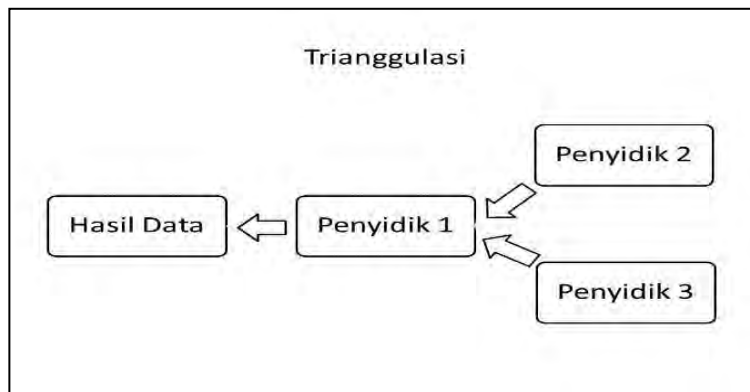 Trianggulasi
Penyidik 2
Hasil Data
Penyidik 1
Penyidik 3